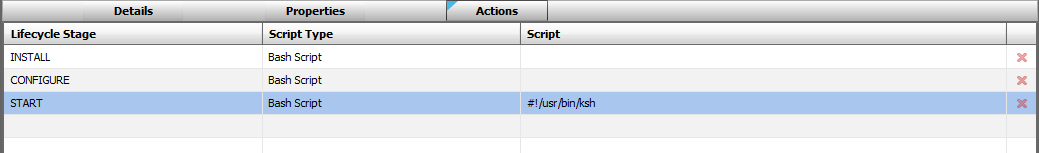 Details Properties Actions
Lifecycle Stage Script Type Script
INSTALL Bash Script
CONFIGURE Bash Script
START Bash Script #!/usr/bin/ksh